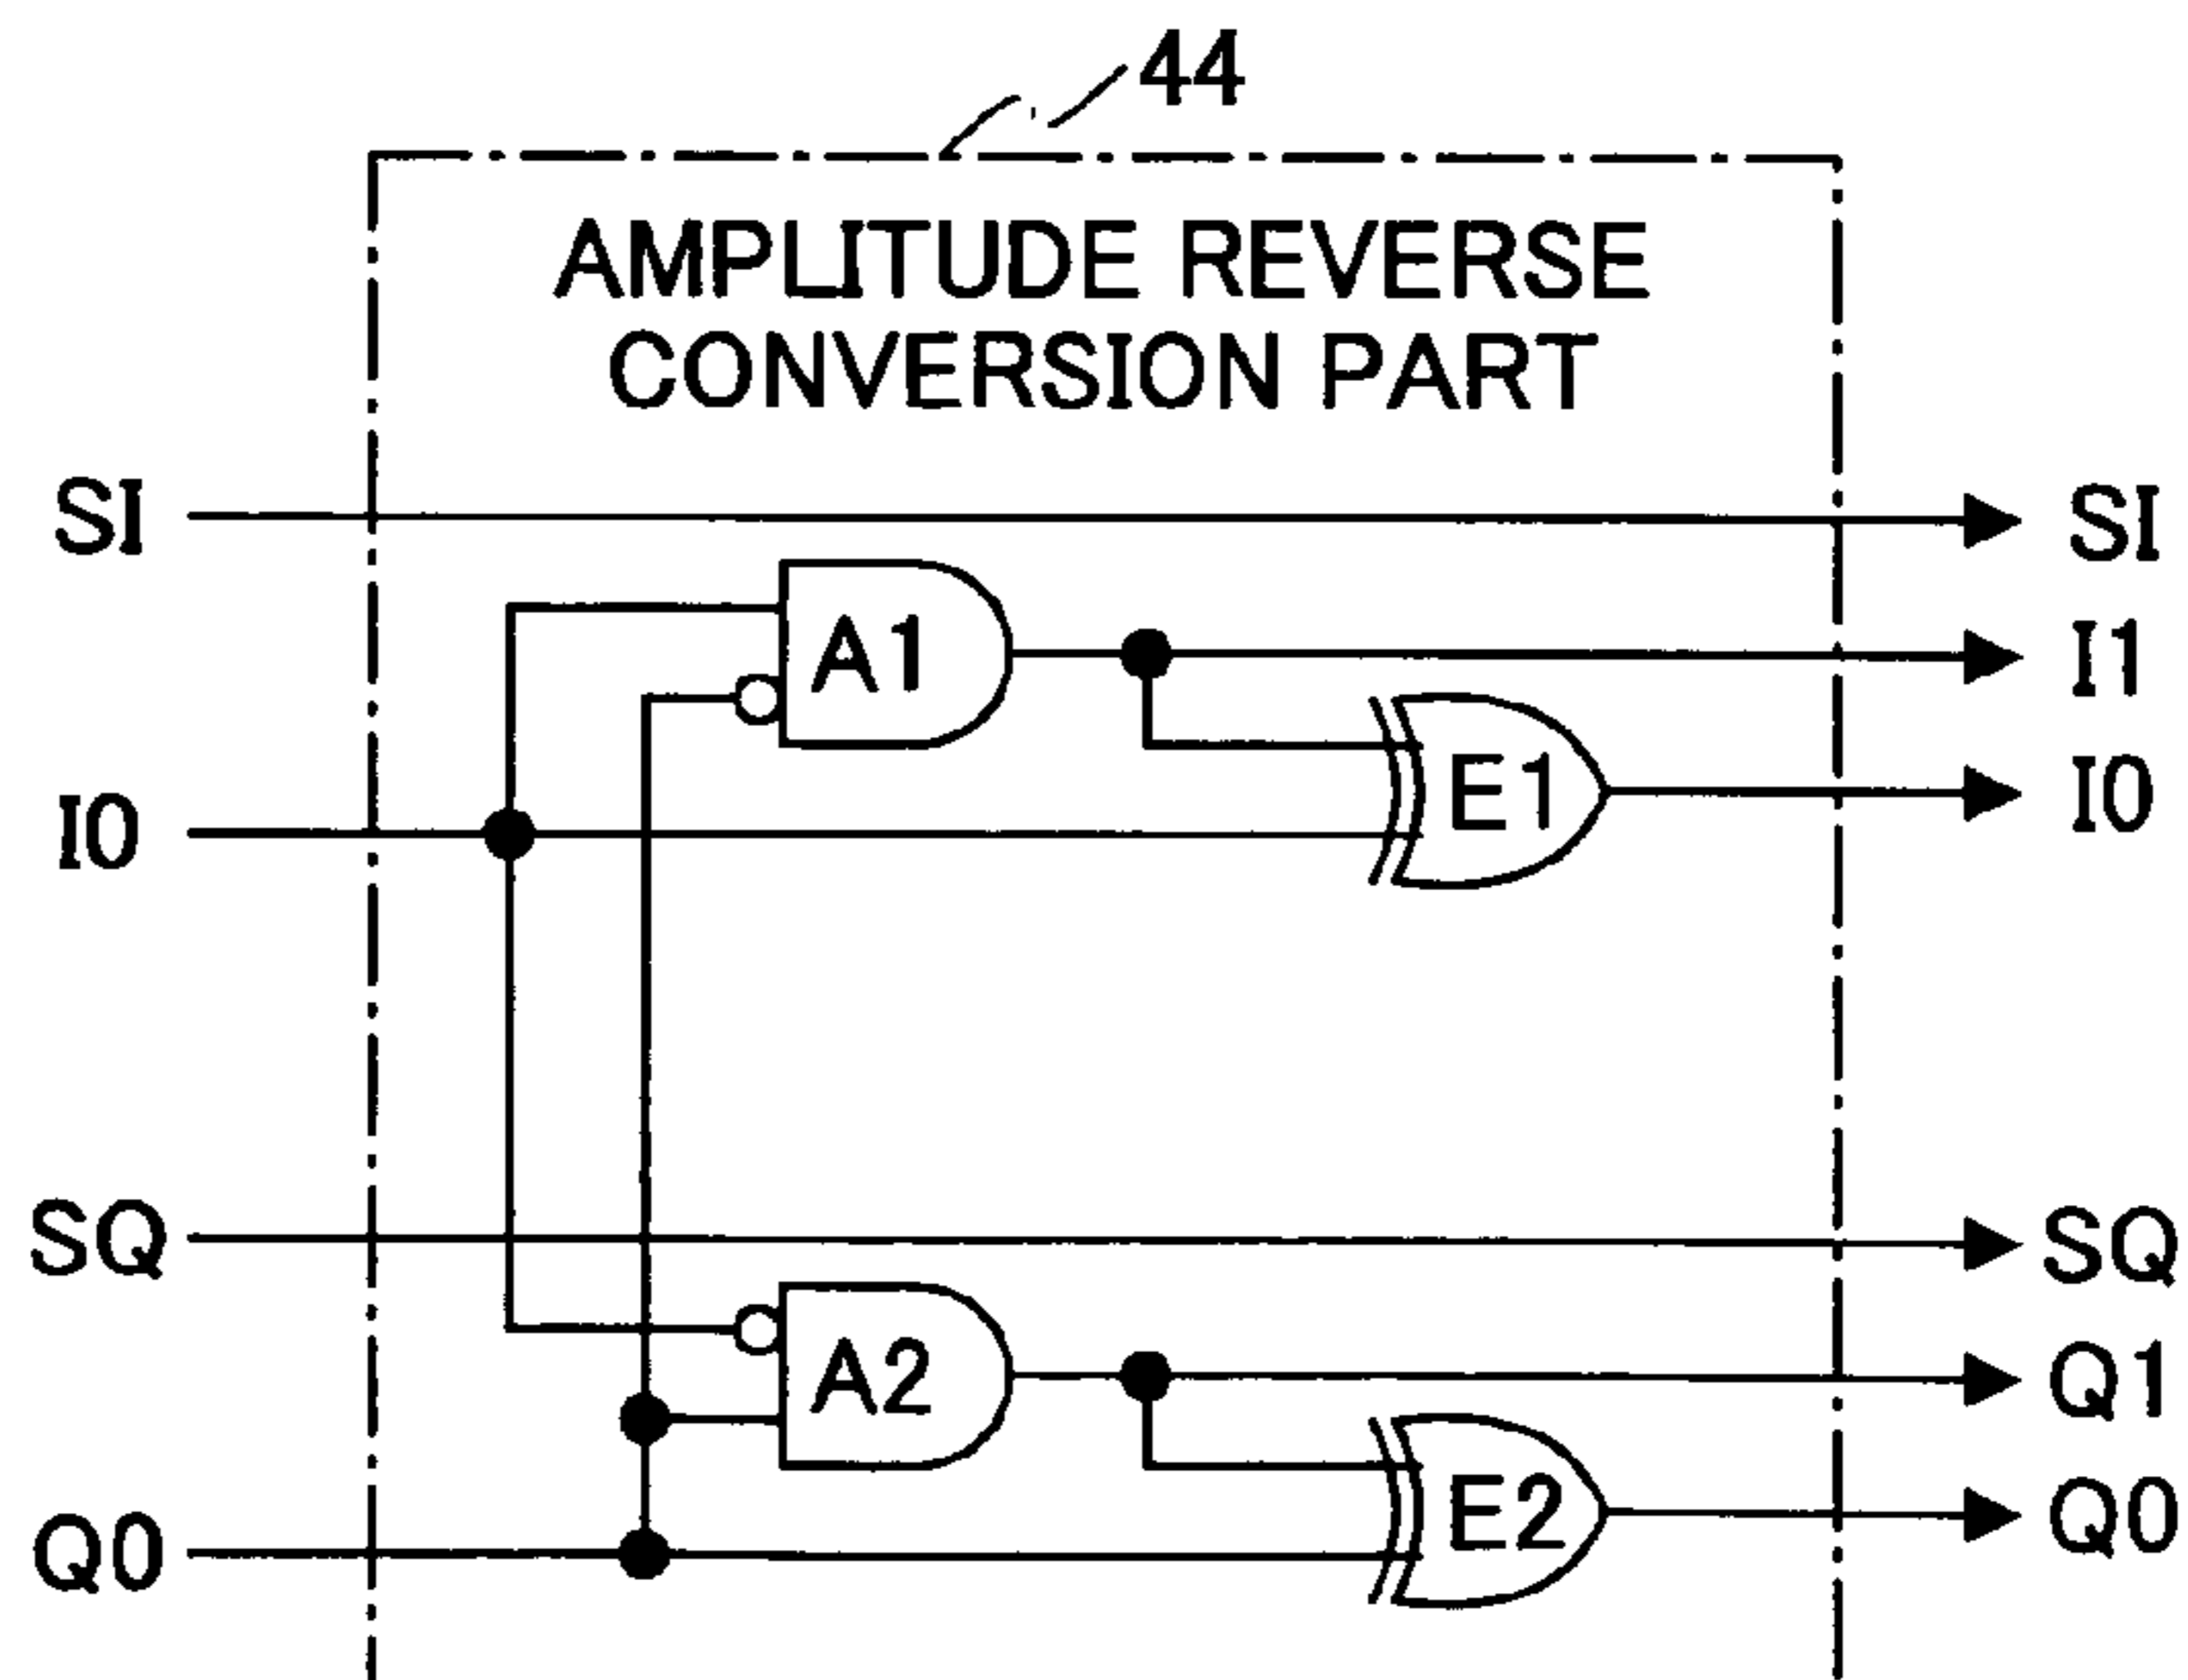 44
AMPLITUDE REVERSE
CONVERSION PART
SI
SI
A1
I1
E1
I0
I0
SQ
SQ
A2
Q1
E2
Q0
Q0